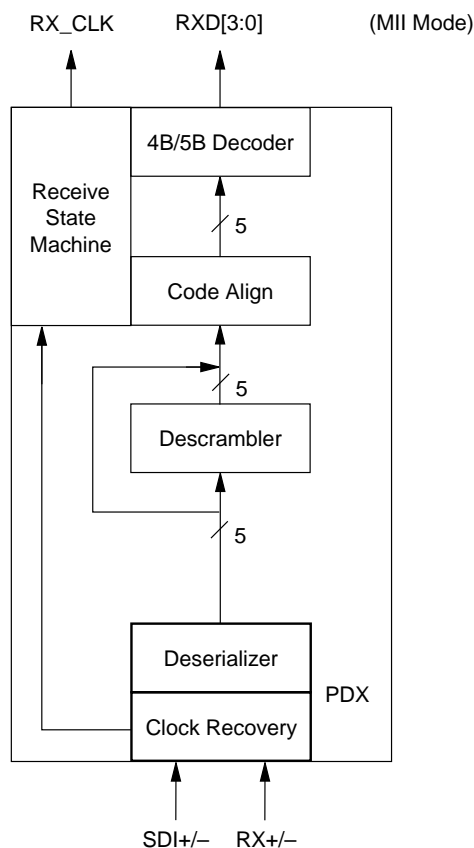 RX_CLK RXD[3:0] (MII Mode)
4B/5B Decoder
Receive
State
Machine
5
Code Align
5
Descrambler
5
Deserializer
PDX
Clock Recovery
SDI+/– RX+/–